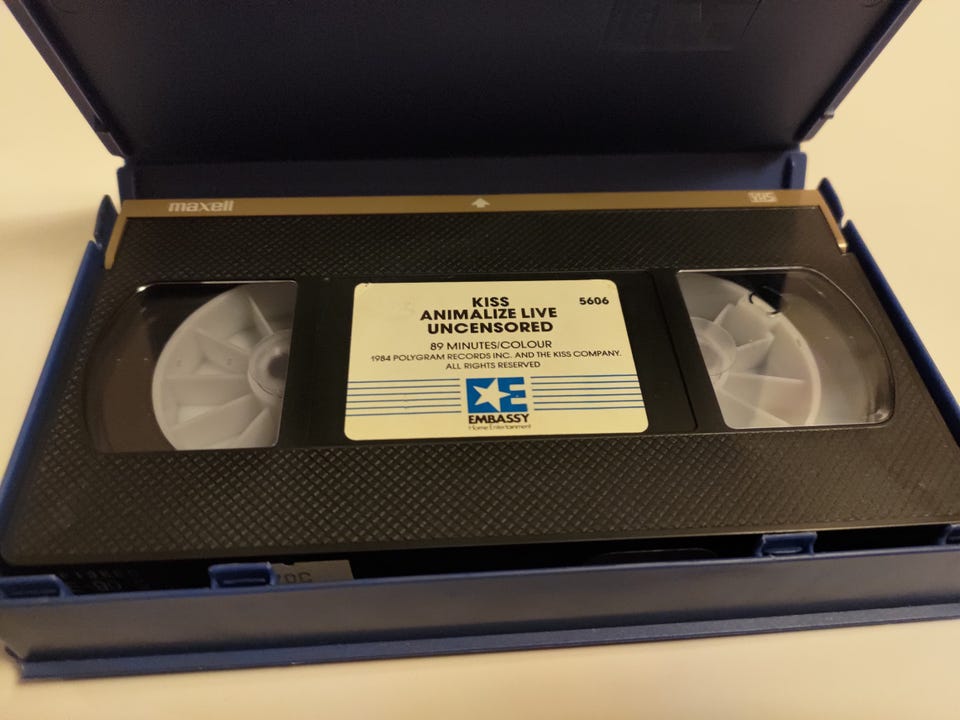 maxell
VHS
KISS
ANIMALIZE LIVE
UNCENSORED
5606
89 MINUTES/COLOUR
1984 POLYGRAM RECORDS INC. AND THE KISS COMPANY.
ALL RIGHTS RESERVED
E
EMBASSY
Home Entertainment